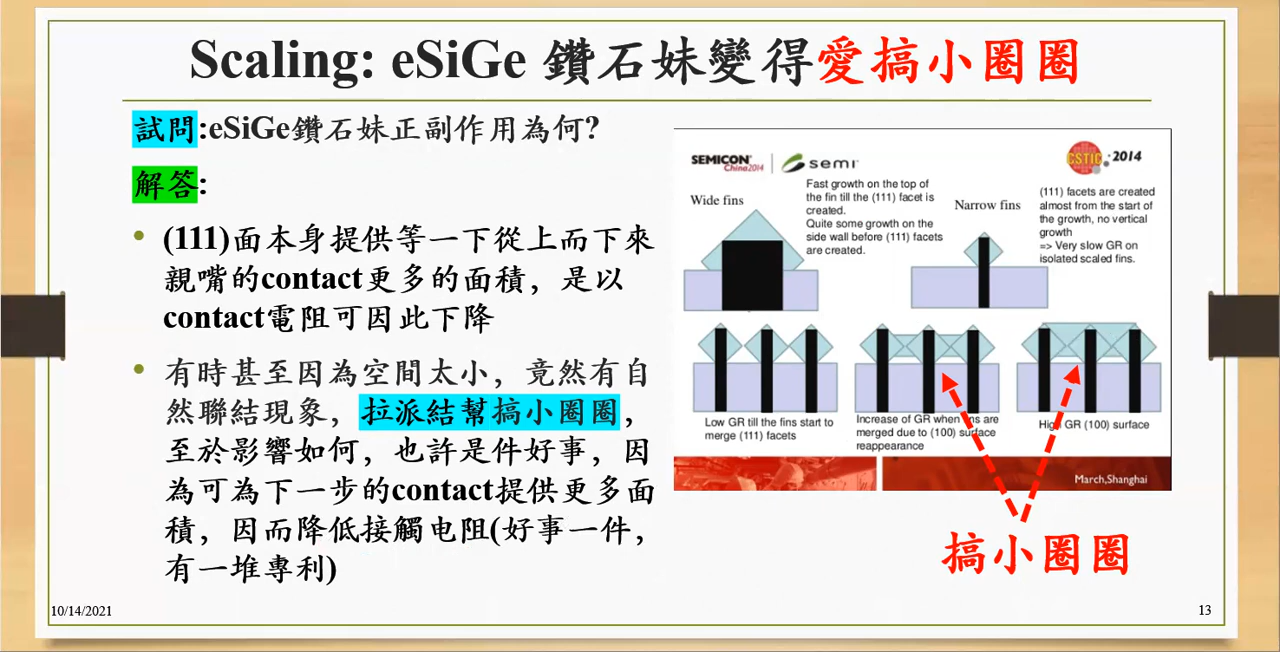 Scaling: eSiGe 鑽石妹變得愛搞小圈圈
試問:eSiGe鑽石妹正副作用為何?
解答:
(111)面本身提供等一下從上而下來
親嘴的contact更多的面積，是以
contact電阻可因此下降
有時甚至因為空間太小，竟然有自
然聯結現象，拉派結幫搞小圈圈，
至於影響如何，也許是件好事，因
為可為下一步的contact提供更多面
積，因而降低接觸电阻(好事一件，
有一堆專利)
SEMICON
China2014
semi
CSTIC
2014
Wide fins
Fast growth on the top of
the fin till the (111) facet is
created.
Quite some growth on the
side wall before (111) facets
are created.
Narrow fins
(111) facets are created
almost from the start of
the growth, no vertical
growth
=> Very slow GR on
isolated scaled fins.
Low GR till the fins start to
merge (111) facets
Increase of GR when fins are
merged due to (100) surface
reappearance
High GR (100) surface
March,Shanghai
搞小圈圈
10/14/2021
13